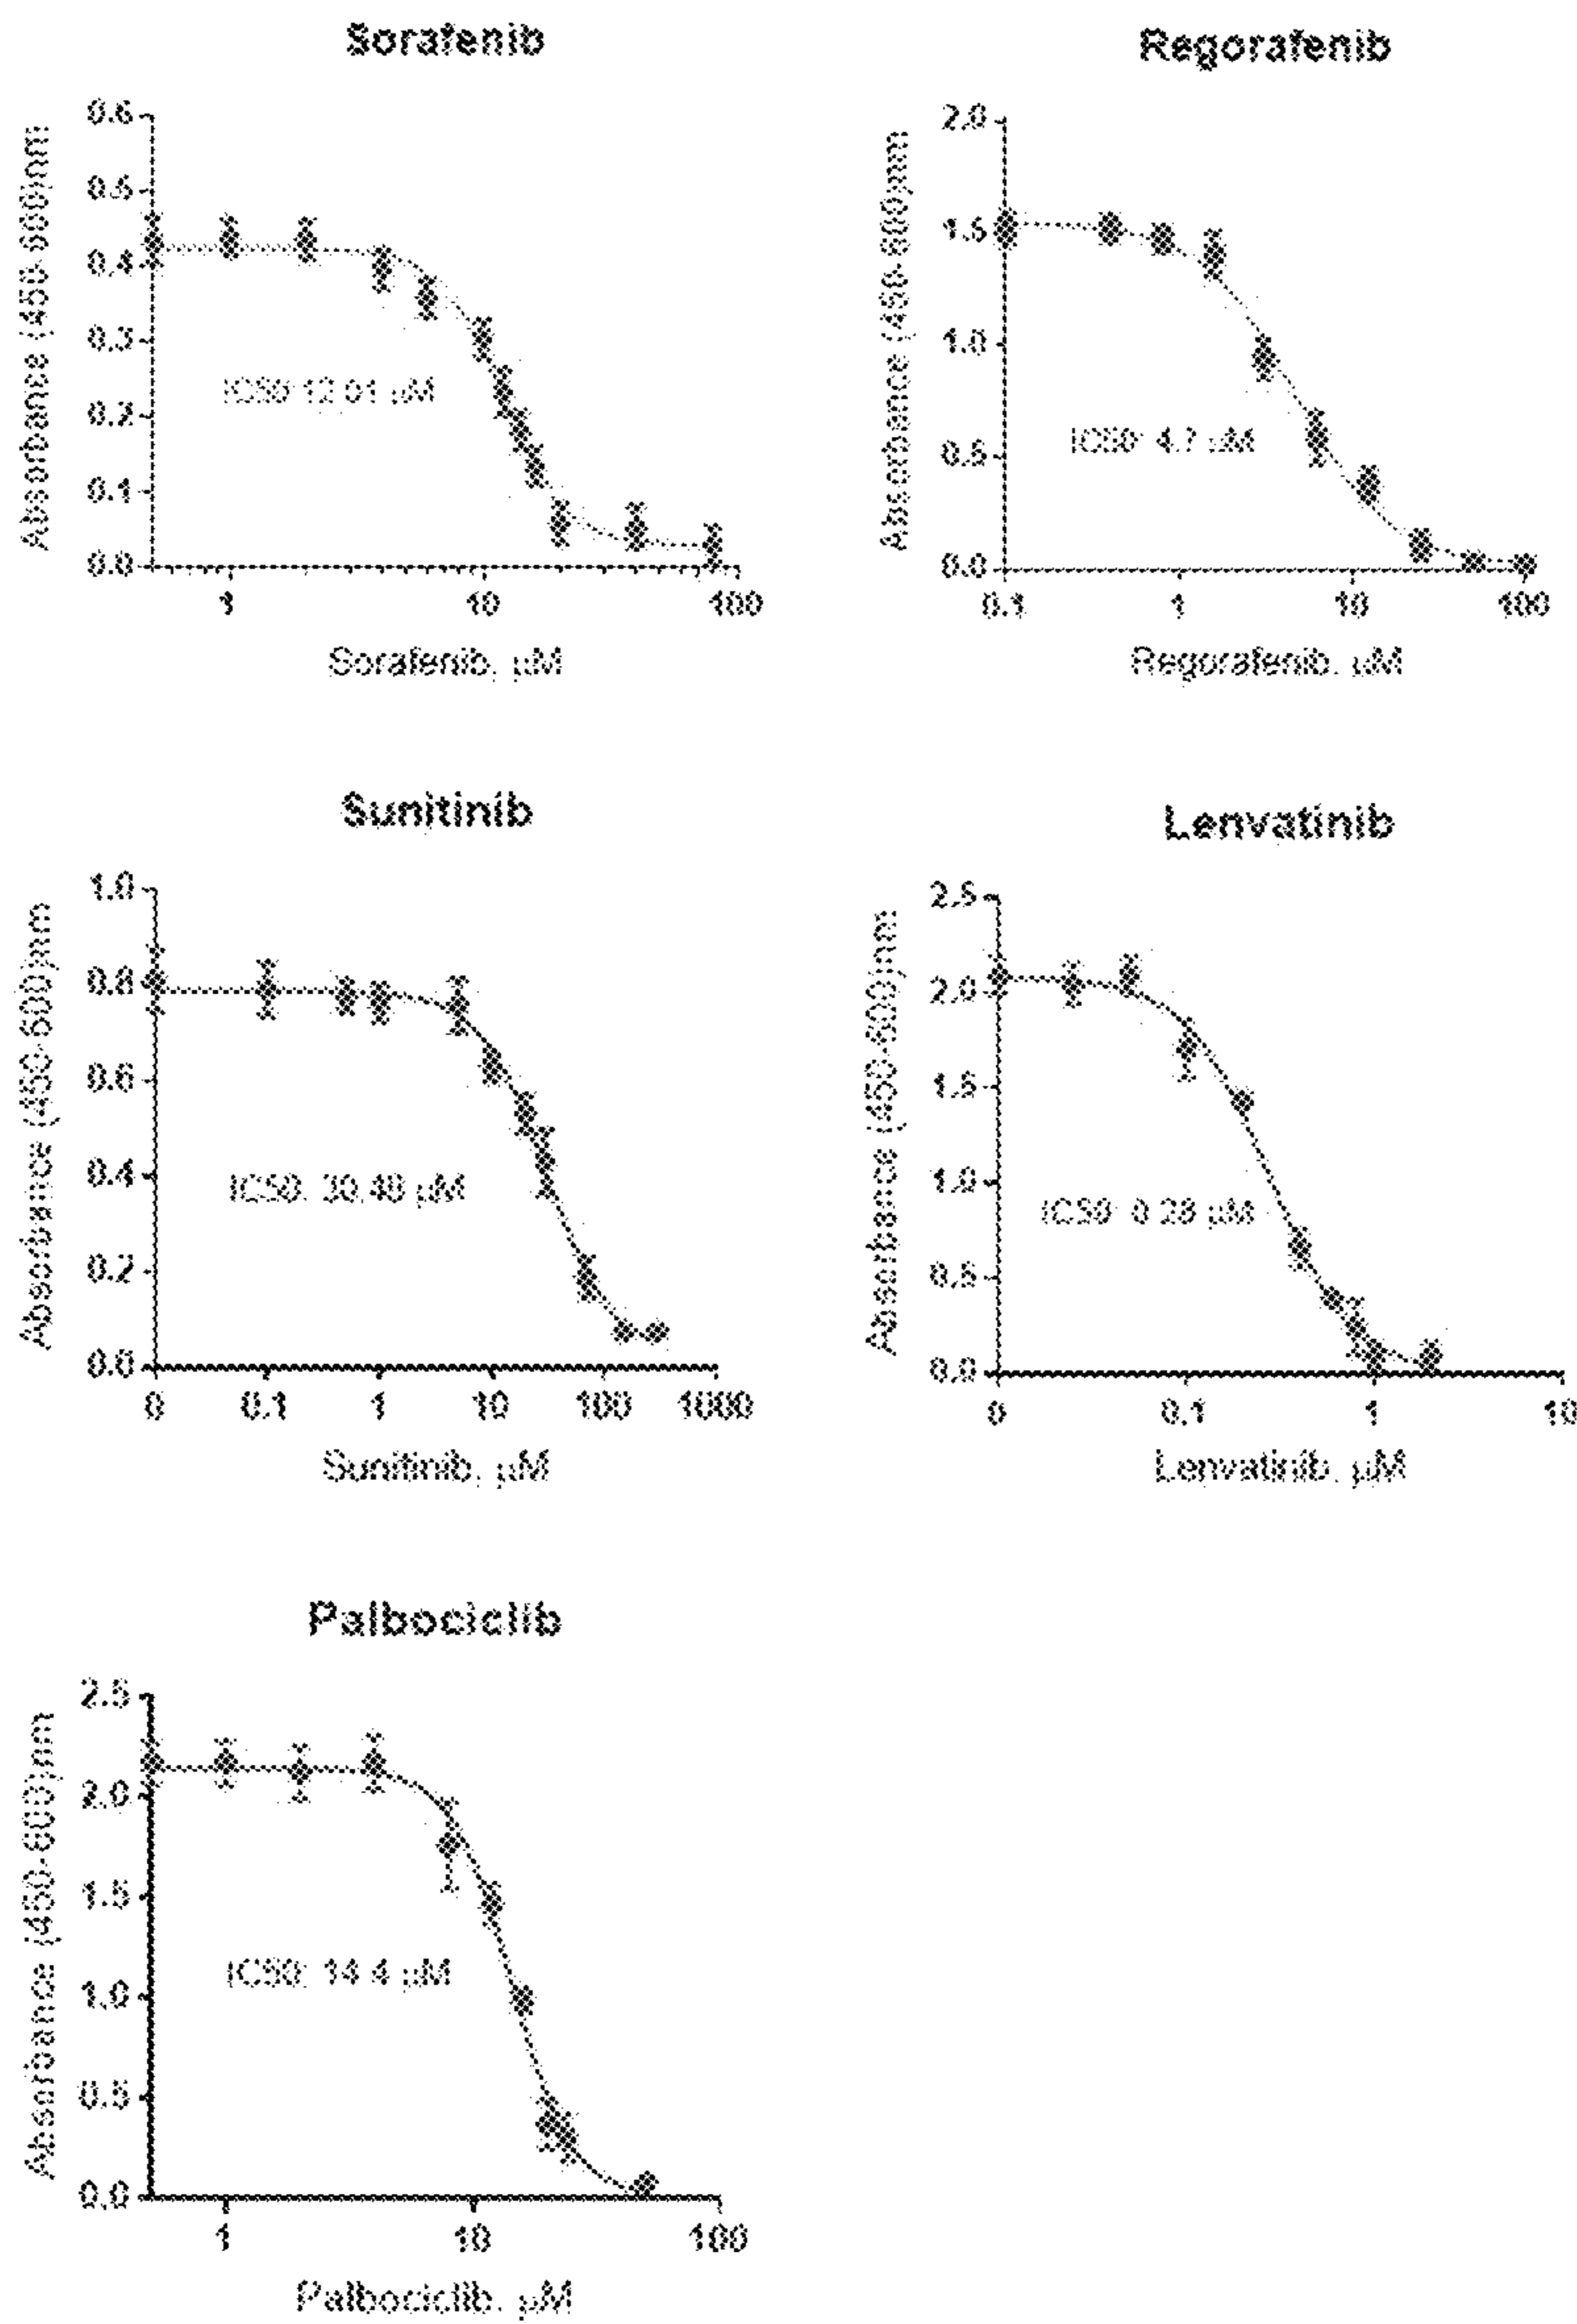 Sorafenib
Absorbance (450-600)nm
0.6
0.5
0.4
0.3
0.2
0.1
0.0
IC50:12.01 µM
1
10
100
Sorafenib, µM
Regorafenib
Absorbance (450-600)nm
2.0
1.5
1.0
0.5
0.0
IC50: 4.7 uM
0.1
1
10
100
Regorafenib, uM
Sunitinib
Absorbance (450-600)nm
1.0
0.8
0.6
0.4
0.2
0.0
IC50: µM
0
0.1
1
10
100
1000
Sunitinib, µM
Lenvatinib
Absorbance (450-600)nm
2.5
2.0
1.5
1.0
0.5
0.0
IC50: 0.28 µM
0
0.1
1
10
Lenvatinib, µM
Palbociclib
Absorbance (450-600)nm
2.5
2.0
1.5
1.0
0.5
0.0
IC50: 14.4 µM
1
10
100
Palbociclib, µM